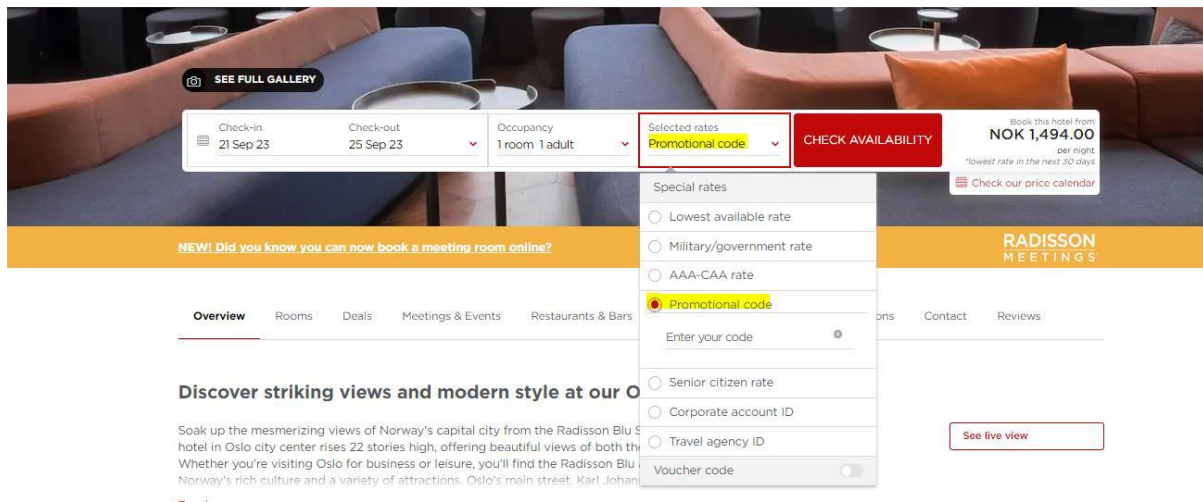 SEE FULL GALLERY
Check-in
21 Sep 23
Check-out
25 Sep 23
Occupancy
1 room 1 adult
Selected rates
Promotional code
CHECK AVAILABILITY
Book this hotel from
NOK 1,494.00
per night
*lowest rate in the next 30 days
Check our price calendar
Special rates
Lowest available rate
Military/government rate
AAA-CAA rate
Promotional code
Enter your code
Senior citizen rate
Corporate account ID
Travel agency ID
Voucher code
NEW! Did you know you can now book a meeting room online?
RADISSON
MEETINGS
Overview Rooms Deals Meetings & Events Restaurants & Bars ons Contact Reviews
Discover striking views and modern style at our O
Soak up the mesmerizing views of Norway's capital city from the Radisson Blu S
hotel in Oslo city center rises 22 stories high, offering beautiful views of both the
Whether you're visiting Oslo for business or leisure, you'll find the Radisson Blu
Norway's rich culture and a variety of attractions. Oslo's main street, Karl Johans
See live view